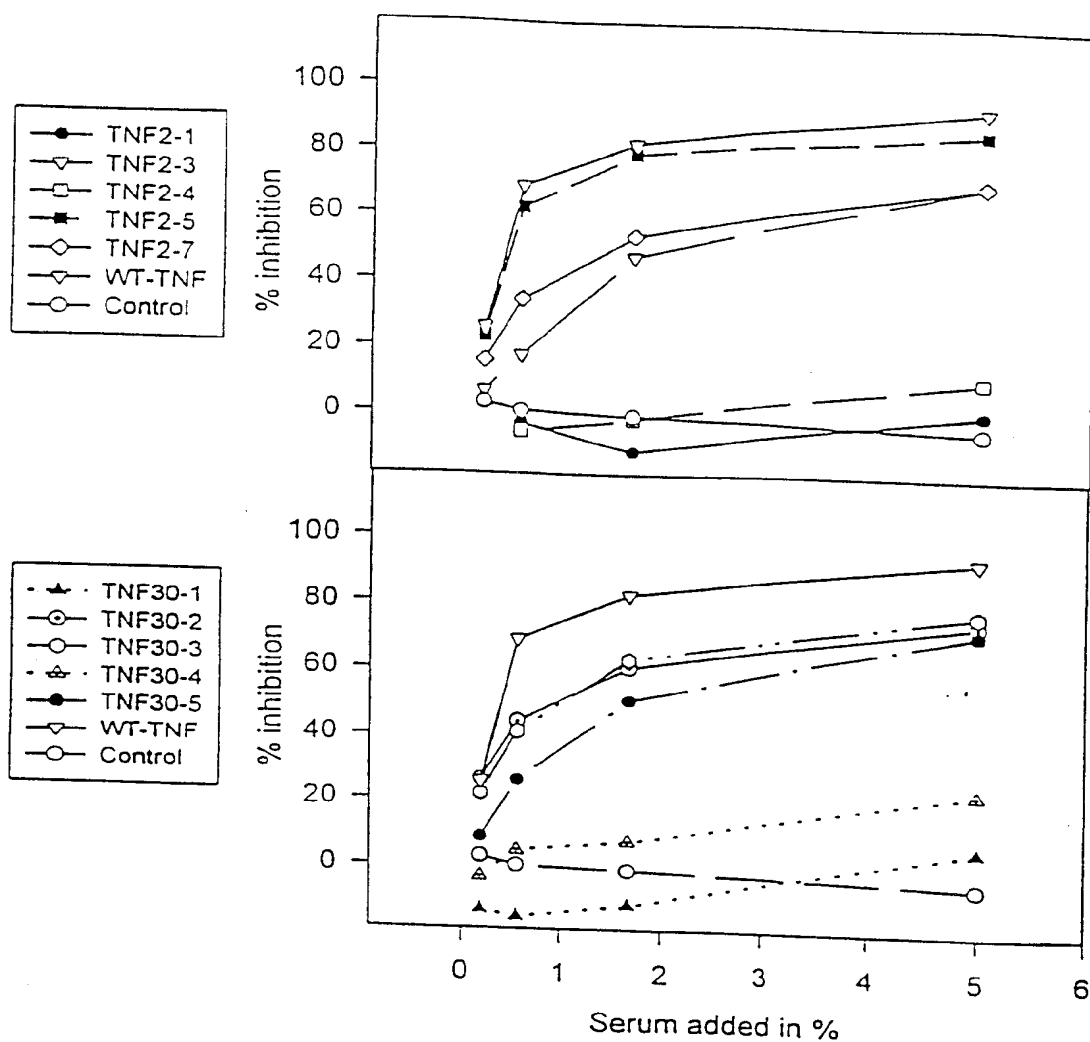 TNF2-1
TNF2-3
TNF2-4
TNF2-5
TNF2-7
WT-TNF
Control
% inhibition
100
80
60
40
20
0
TNF30-1
TNF30-2
TNF30-3
TNF30-4
TNF30-5
WT-TNF
Control
% inhibition
100
80
60
40
20
0
0 1 2 3 4 5 6
Serum added in %